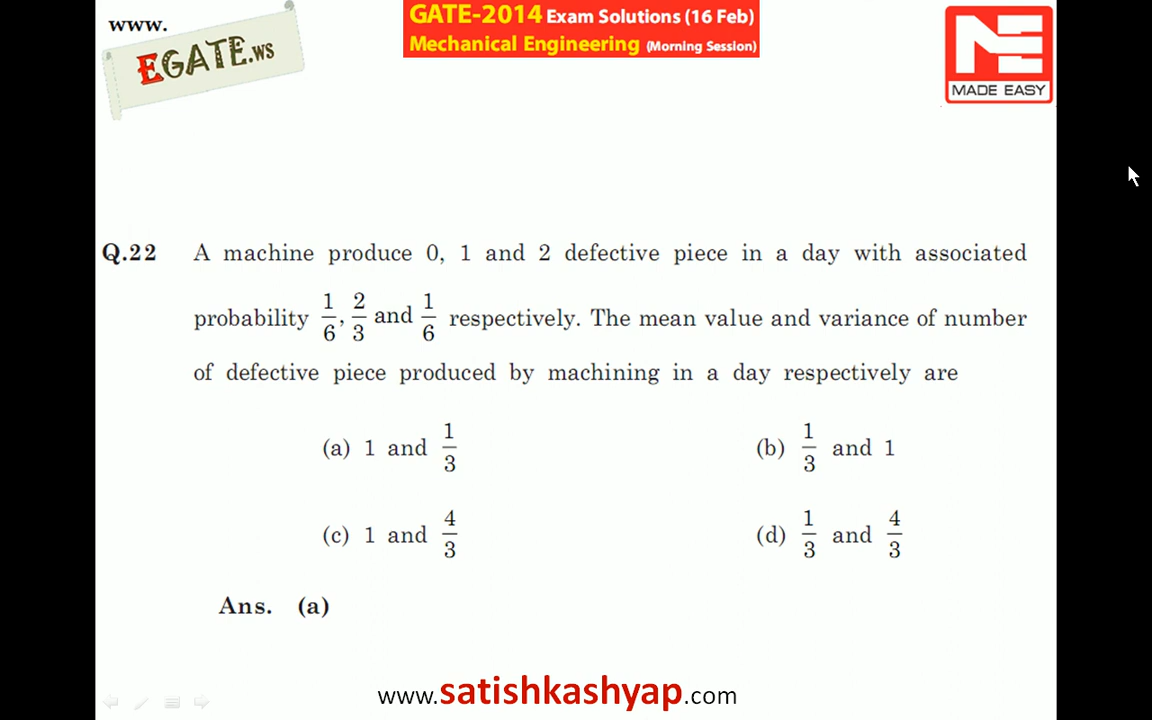 www.
EGATE.ws
GATE-2014 Exam Solutions (16 Feb)
Mechanical Engineering (Morning Session)
ME
MADE EASY
Q.22 A machine produce 0, 1 and 2 defective piece in a day with associated
probability 1/6, 2/3 and 1/6 respectively. The mean value and variance of number
of defective piece produced by machining in a day respectively are
(a) 1 and 1/3 (b) 1/3 and 1
(c) 1 and 4/3 (d) 1/3 and 4/3
Ans. (a)
www.satishkashyap.com